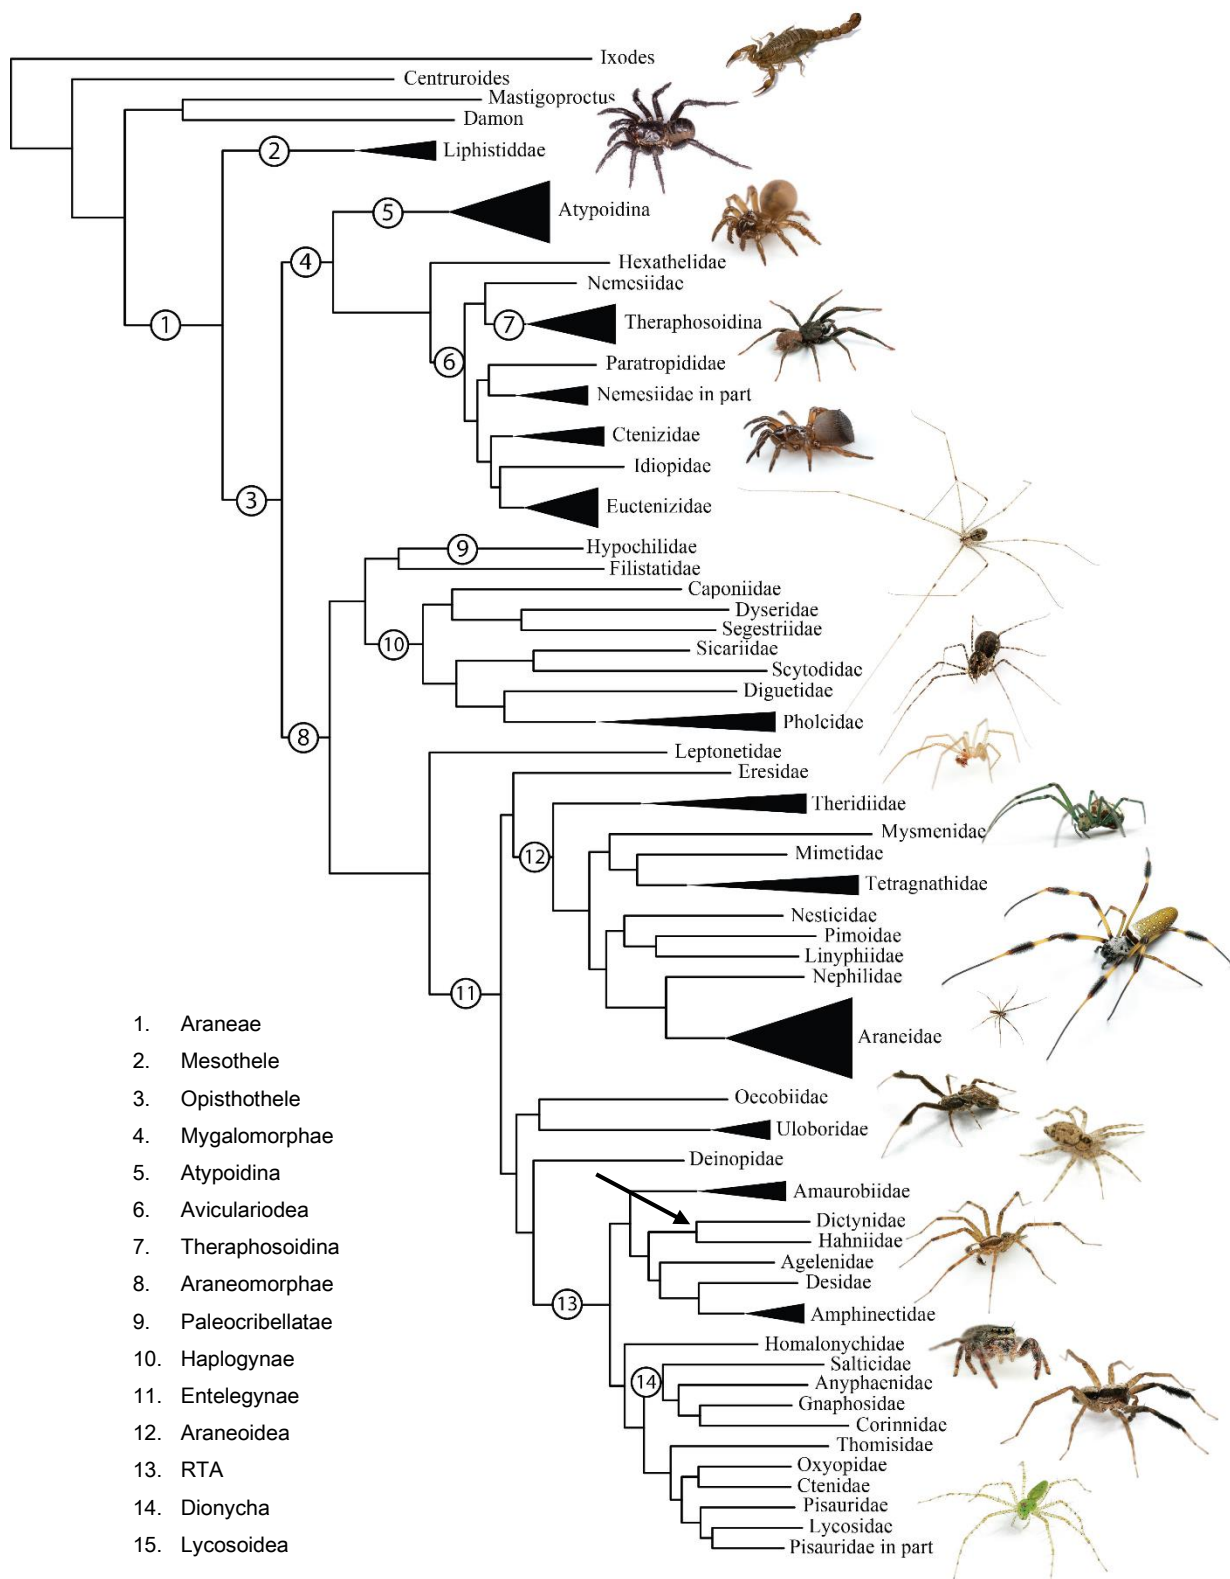 Ixodes
Centruroides
Mastigoproctus
Damon
2
Liphistiddae
5
Atypoidina
4
Hexathelidae
Nemesiidae
7
Theraphosoidina
1
6
Paratropididae
Nemesiidae in part
Ctenizidae
Idiopidae
3
Euctenizidae
9
Hypochilidae
Filistatidae
Caponiidae
Dyseridae
Segestriidae
10
Sicariidae
Scytodidae
Diguetidae
Pholcidae
8
Leptonetidae
Eresidae
Theridiidae
Mysmenidae
12
Mimetidae
Tetragnathidae
Nesticidae
Pimoidae
Linyphiidae
Nephilidae
11
Araneidae
Oecobiidae
Uloboridae
Deinopidae
Amaurobiidae
Dictynidae
Hahniidae
Agelenidae
Desidae
13
Amphinectidae
Homalonychidae
Salticidae
14
Anyphaenidae
Gnaphosidae
Corinnidae
Thomisidae
Oxyopidae
Ctenidae
Pisauridae
Lycosidae
Pisauridae in part
1. Araneae
2. Mesothele
3. Opisthothele
4. Mygalomorphae
5. Atypoidina
6. Aviculariodea
7. Theraphosoidina
8. Araneomorphae
9. Paleocribellatae
10. Haplogynae
11. Entelegynae
12. Araneoidea
13. RTA
14. Dionycha
15. Lycosoidea